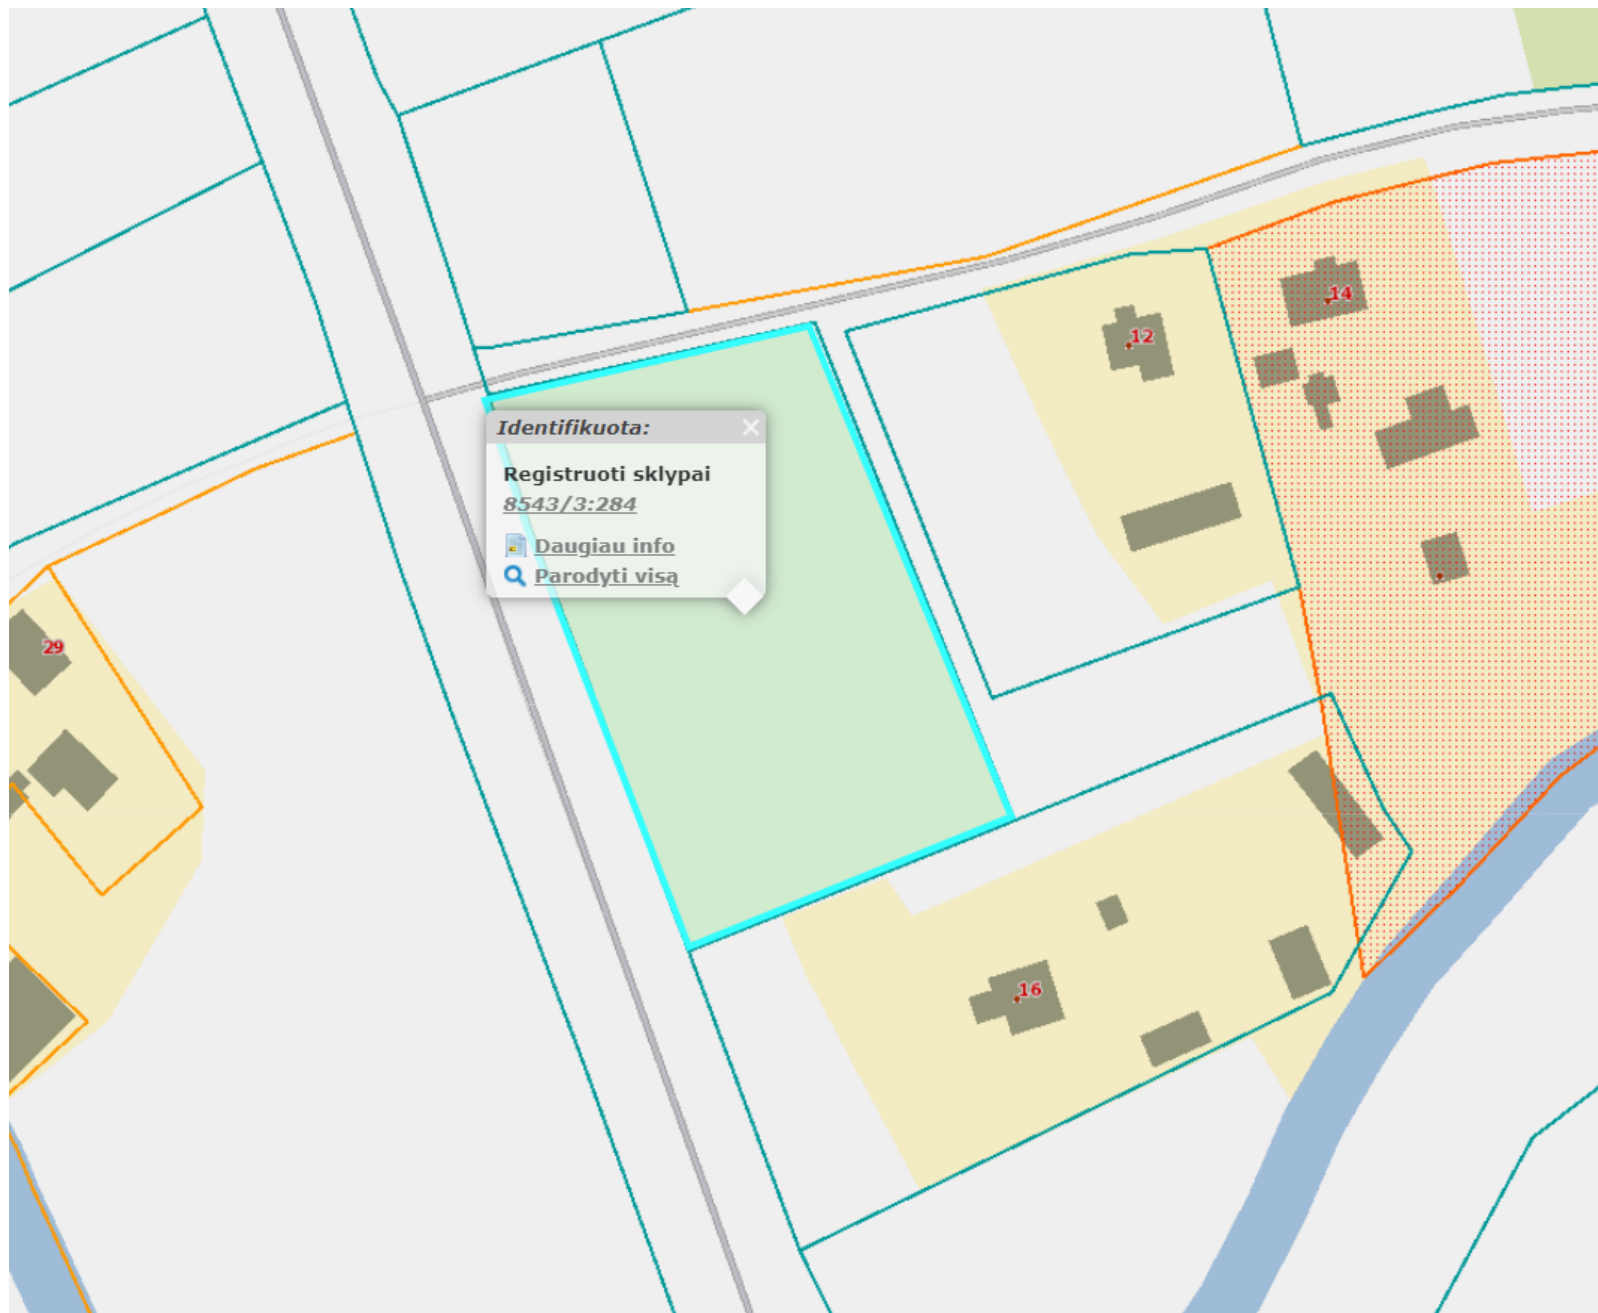 14
12
Identifikuota:
Registruoti sklypai
8543/3:284
Daugiau info
Parodyti visą
29
16